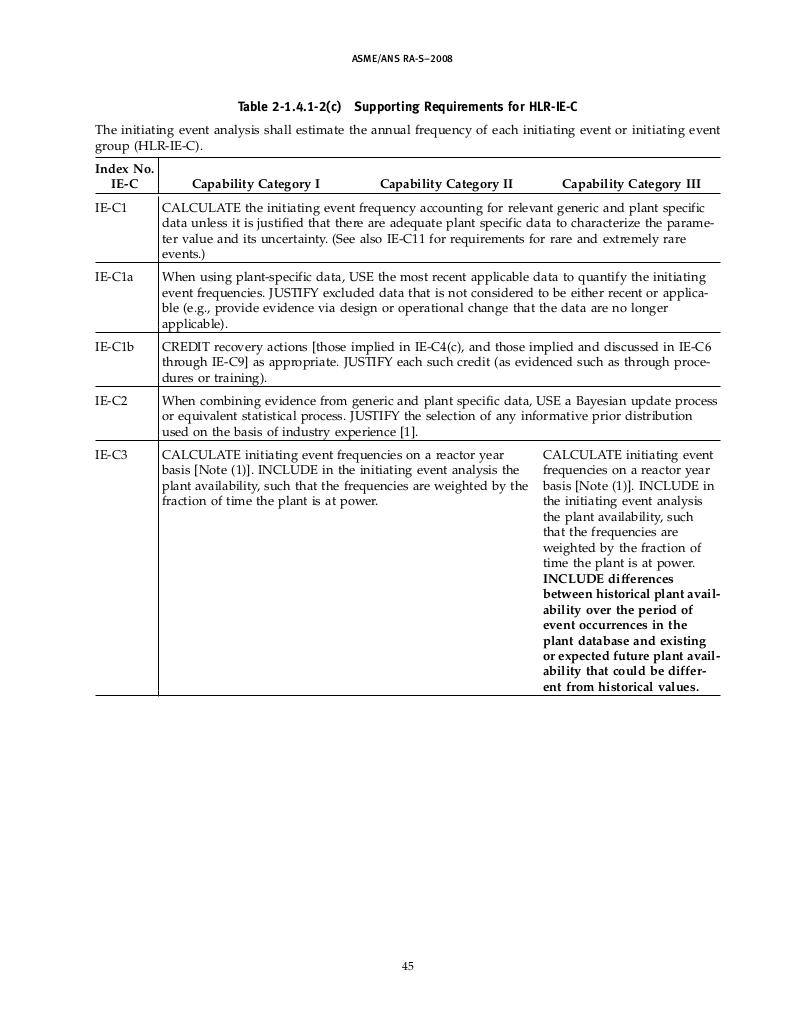 ASME/ANS RA-S–2008
Table 2-1.4.1-2(c) Supporting Requirements for HLR-IE-C
The initiating event analysis shall estimate the annual frequency of each initiating event or initiating event
group (HLR-IE-C).
Index No.
IE-C Capability Category I Capability Category II Capability Category III
IE-C1 CALCULATE the initiating event frequency accounting for relevant generic and plant specific
data unless it is justified that there are adequate plant specific data to characterize the parame-
ter value and its uncertainty. (See also IE-C11 for requirements for rare and extremely rare
events.)
IE-C1a When using plant-specific data, USE the most recent applicable data to quantify the initiating
event frequencies. JUSTIFY excluded data that is not considered to be either recent or applica-
ble (e.g., provide evidence via design or operational change that the data are no longer
applicable).
IE-C1b CREDIT recovery actions [those implied in IE-C4(c), and those implied and discussed in IE-C6
through IE-C9] as appropriate. JUSTIFY each such credit (as evidenced such as through proce-
dures or training).
IE-C2 When combining evidence from generic and plant specific data, USE a Bayesian update process
or equivalent statistical process. JUSTIFY the selection of any informative prior distribution
used on the basis of industry experience [1].
IE-C3 CALCULATE initiating event frequencies on a reactor year
basis [Note (1)]. INCLUDE in the initiating event analysis the
plant availability, such that the frequencies are weighted by the
fraction of time the plant is at power.
CALCULATE initiating event
frequencies on a reactor year
basis [Note (1)]. INCLUDE in
the initiating event analysis
the plant availability, such
that the frequencies are
weighted by the fraction of
time the plant is at power.
INCLUDE differences
between historical plant avail-
ability over the period of
event occurrences in the
plant database and existing
or expected future plant avail-
ability that could be differ-
ent from historical values.
45